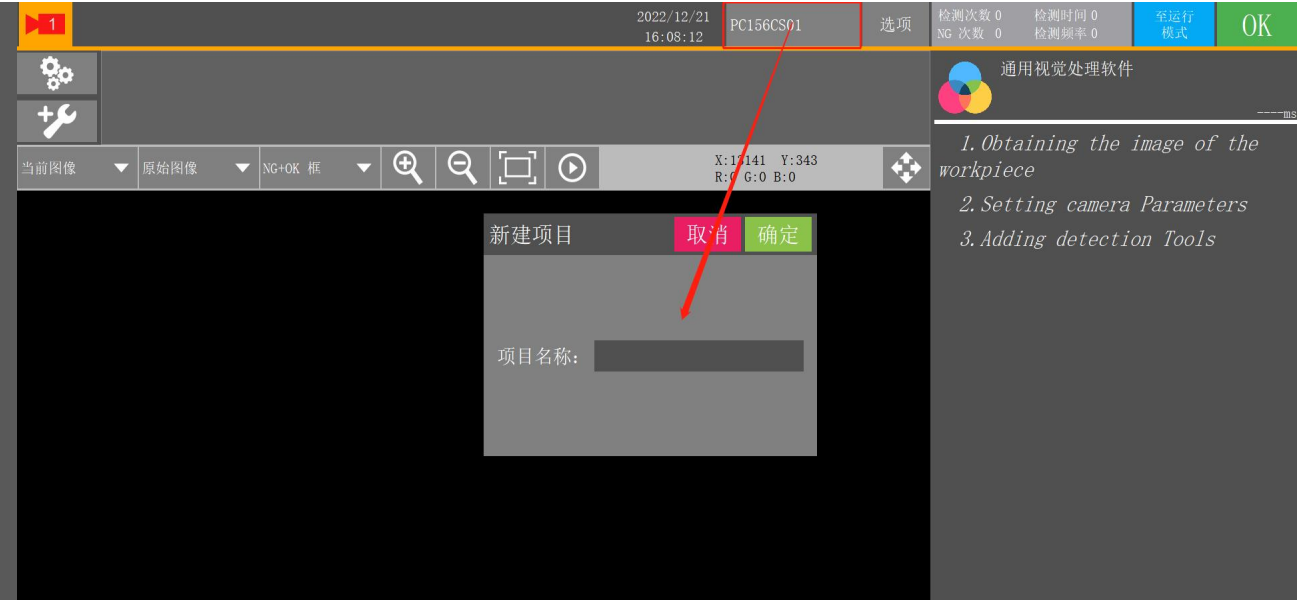 1
2022/12/21
16:08:12
PC156CS01
选项
检测次数 0 检测时间 0
NG 次数 0 检测频率 0
至运行
模式
OK
通用视觉处理软件
----ms
当前图像
原始图像
NG+OK 框
X:13141 Y:343
R:0 G:0 B:0
1.Obtaining the image of the
workpiece
2.Setting camera Parameters
3.Adding detection Tools
新建项目
取消
确定
项目名称: